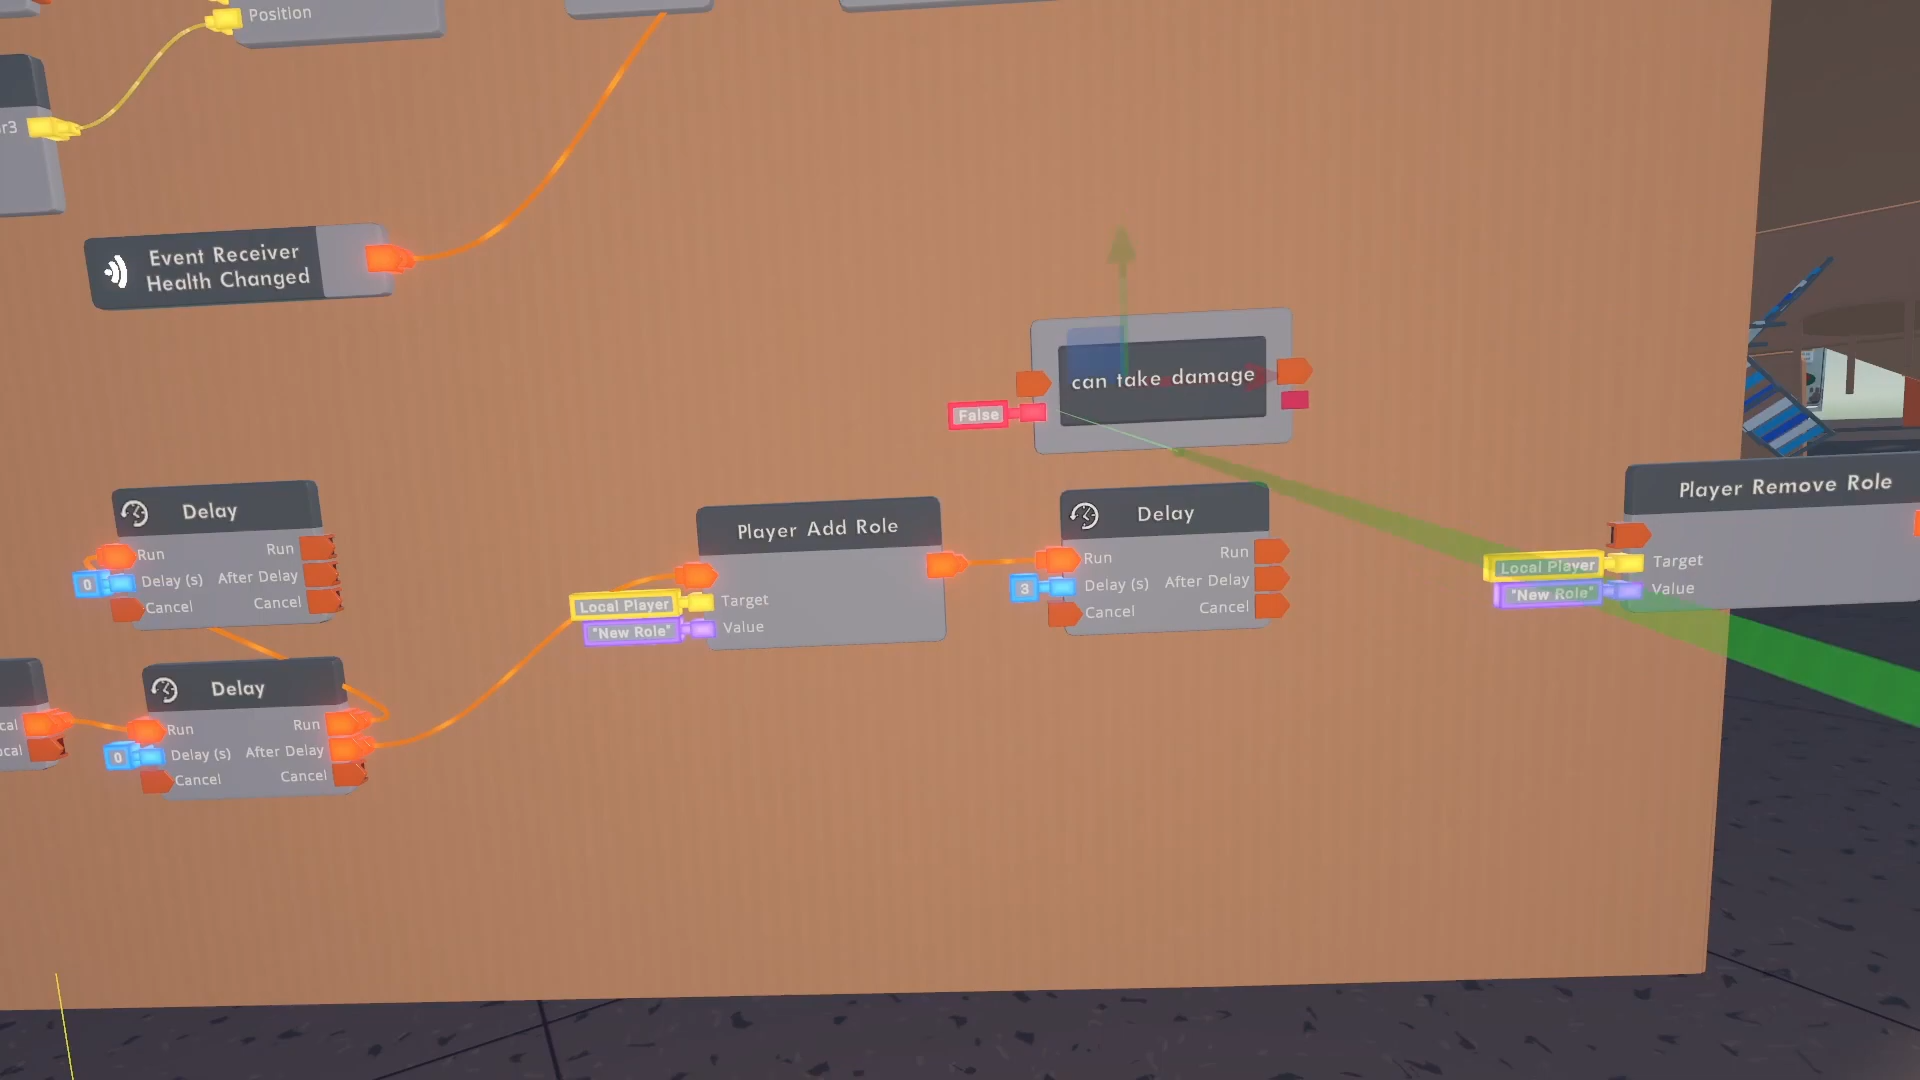 Position
r3
Event Receiver
Health Changed
can take damage
False
Player Remove Role
Local Player
Target
"New Role"
Value
Delay
Run
Run
0
Delay (s)
After Delay
Cancel
Cancel
Player Add Role
Local Player
Target
"New Role"
Value
Delay
Run
Run
3
Delay (s)
After Delay
Cancel
Cancel
cal
ocal
Delay
Run
Run
0
Delay (s)
After Delay
Cancel
Cancel